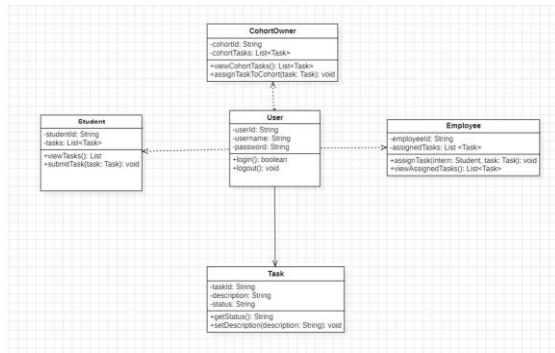 CohortOwner
-cohortId: String
-cohortTasks: List<Task>
+viewCohortTasks(): List<Task>
+assignTaskToCohort(task: Task): void
Student
-studentId: String
-tasks: List<Task>
+viewTasks(): List
+submitTask(task: Task): void
User
-userId: String
-username: String
-password: String
+login(): boolean
+logout(): void
Employee
-employeeId: String
-assignedTasks: List <Task>
+assignTask(intern: Student, task: Task): void
+viewAssignedTasks(): List<Task>
Task
-taskId: String
-description: String
-status: String
+getStatus(): String
+setDescription(description: String): void